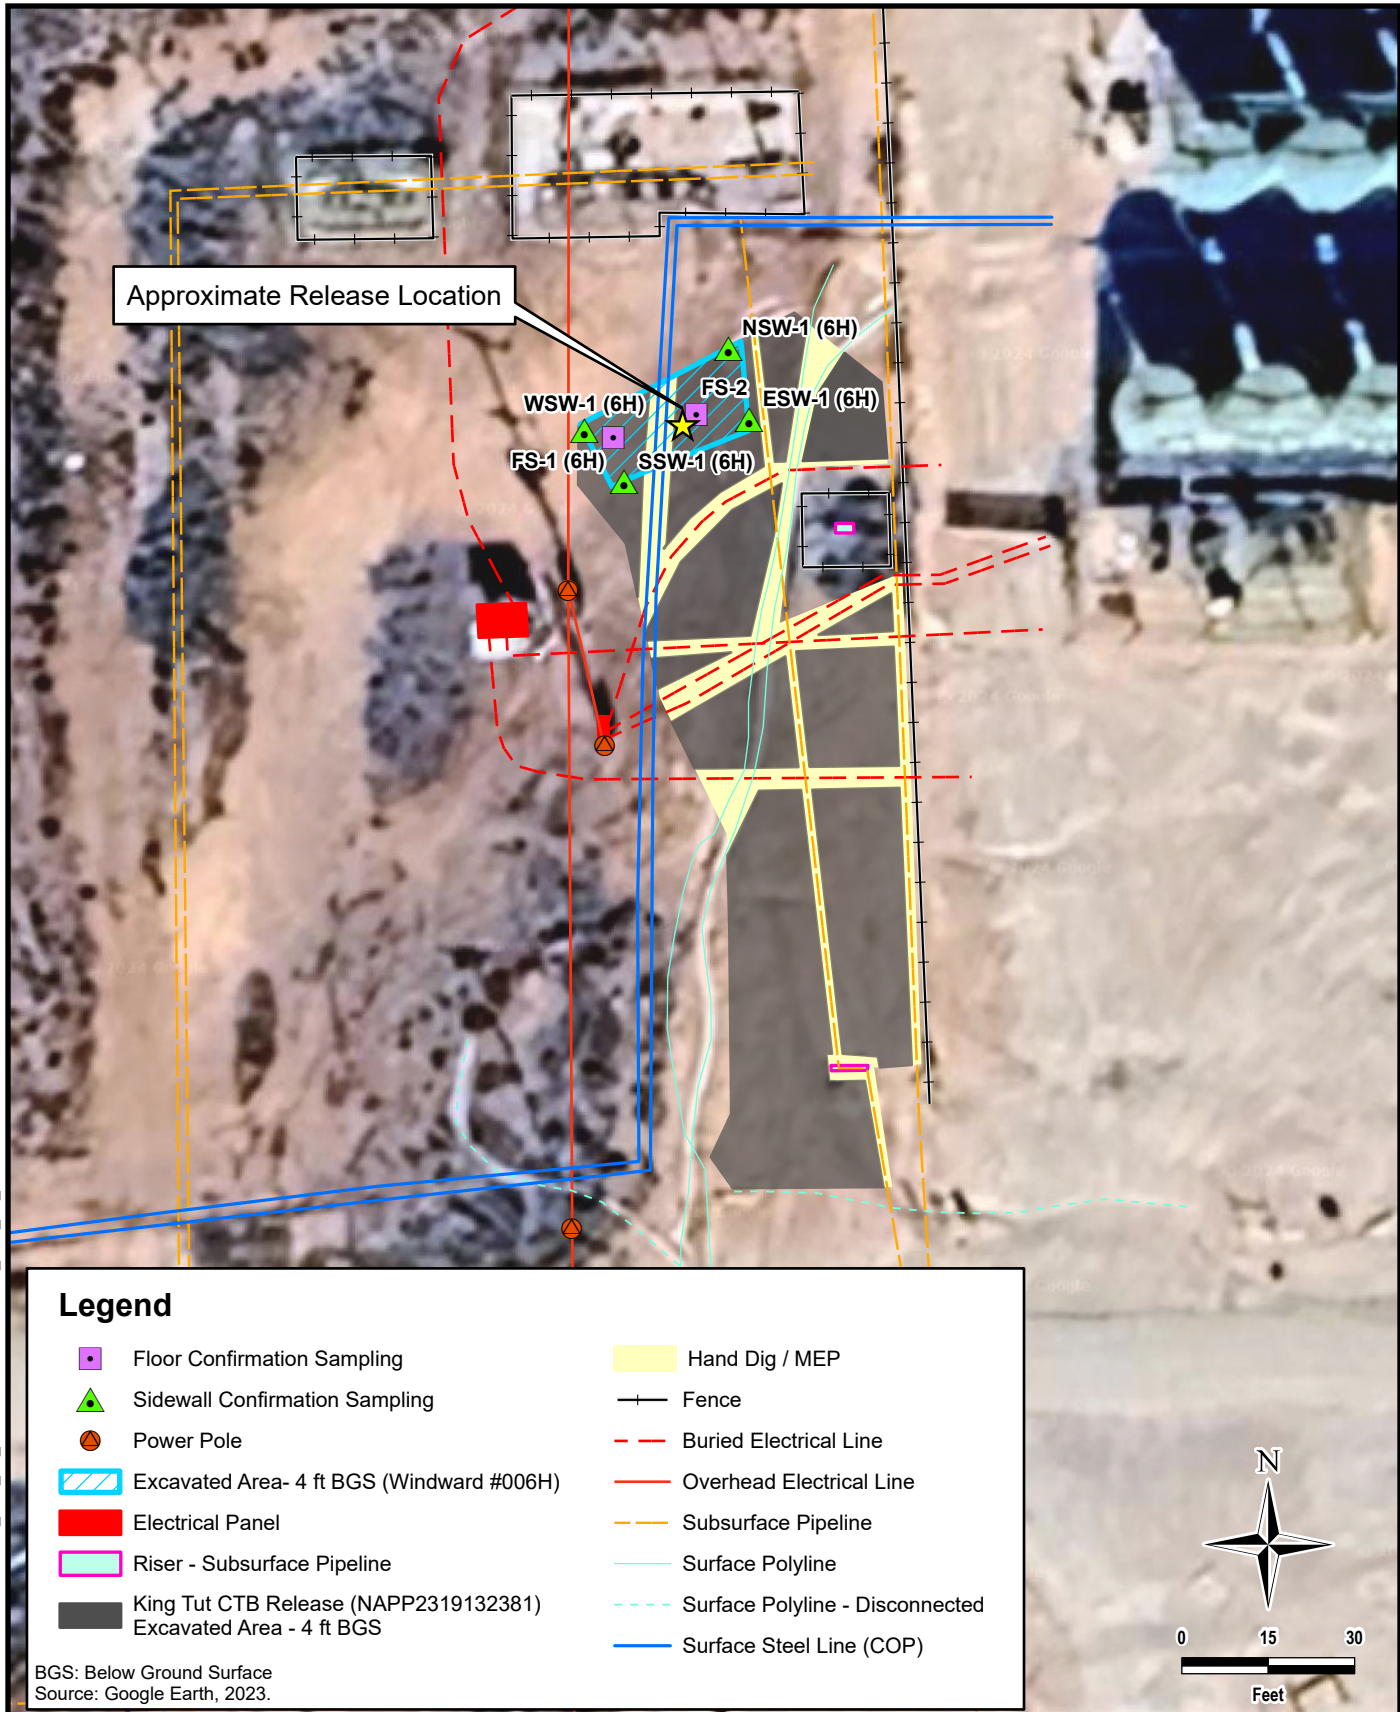 Approximate Release Location
NSW-1 (6H)
FS-2
WSW-1 (6H)
ESW-1 (6H)
FS-1 (6H)
SSW-1 (6H)
Legend
Floor Confirmation Sampling
Sidewall Confirmation Sampling
Power Pole
Excavated Area- 4 ft BGS (Windward #006H)
Electrical Panel
Riser - Subsurface Pipeline
King Tut CTB Release (NAPP2319132381)
Excavated Area - 4 ft BGS
Hand Dig / MEP
Fence
Buried Electrical Line
Overhead Electrical Line
Subsurface Pipeline
Surface Polyline
Surface Polyline - Disconnected
Surface Steel Line (COP)
BGS: Below Ground Surface
Source: Google Earth, 2023.
N
0 15 30
Feet